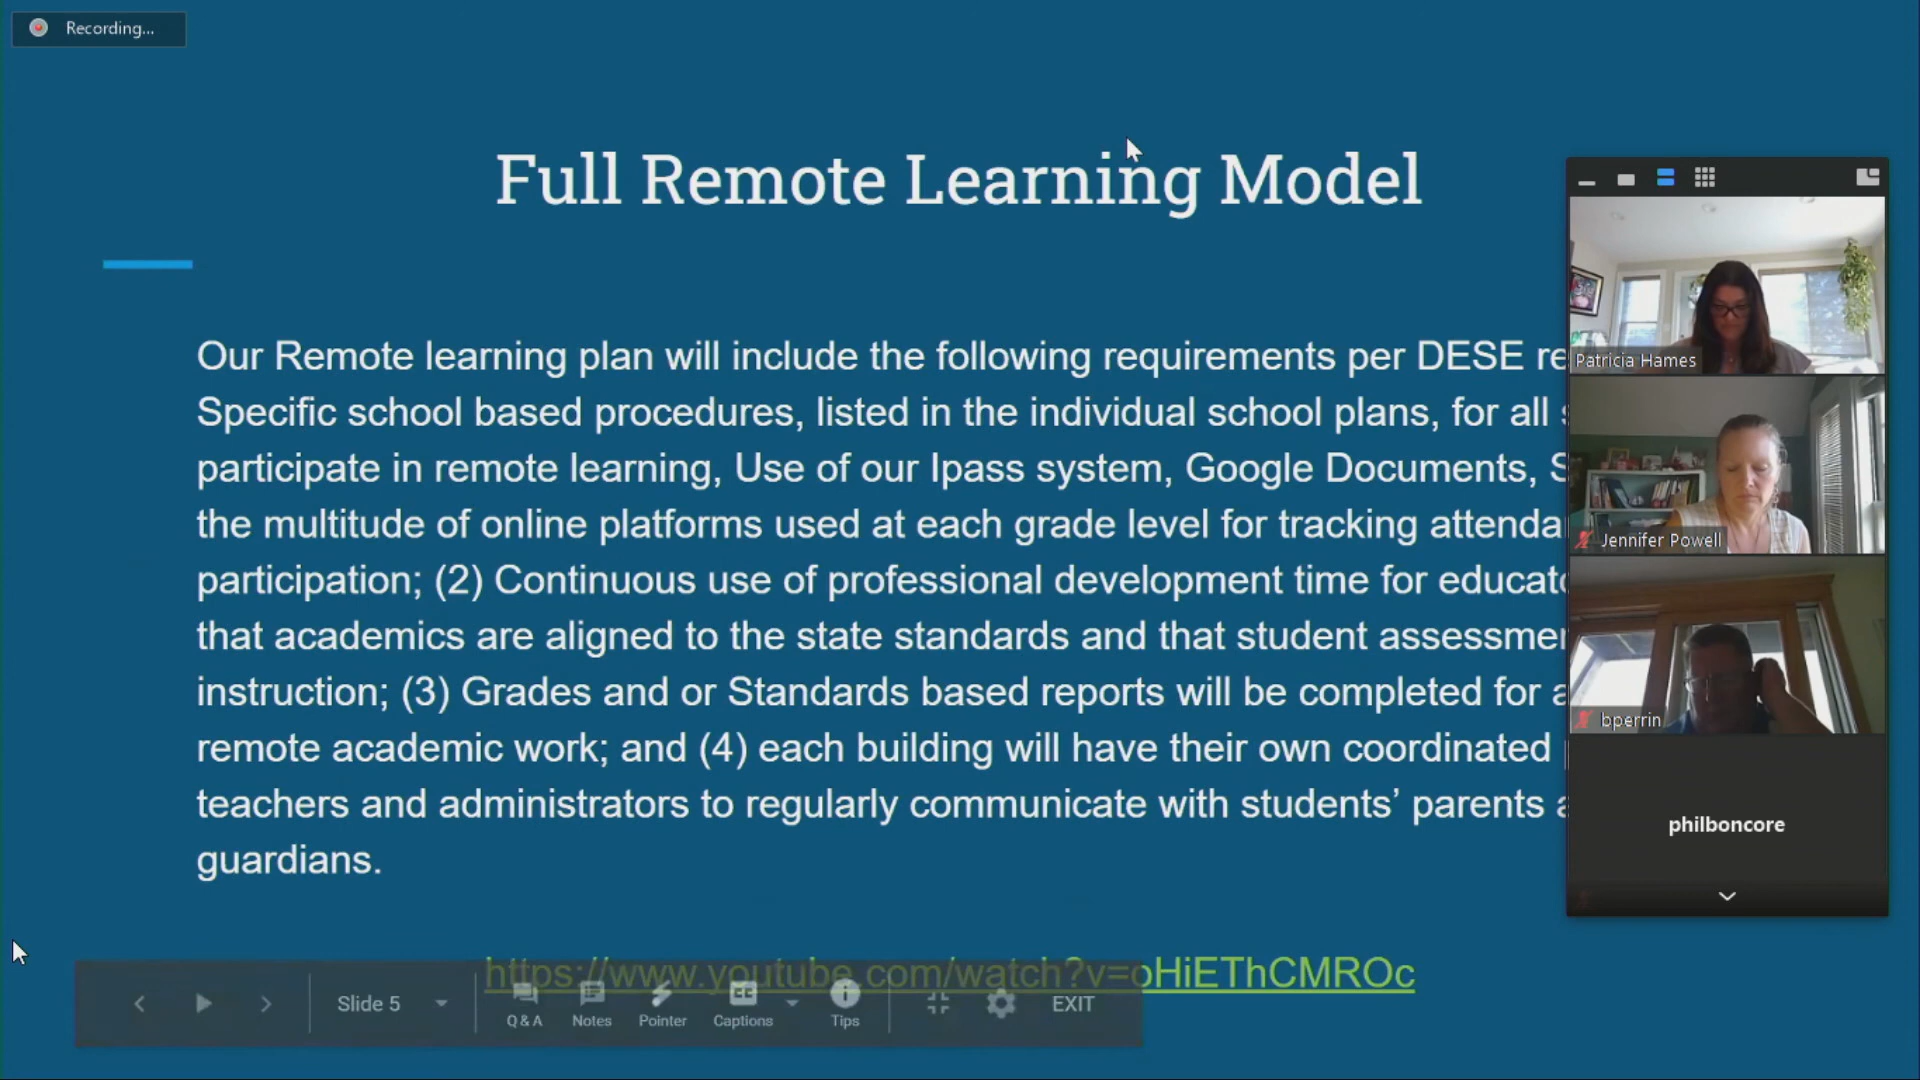 Recording...
Full Remote Learning Model
Our Remote learning plan will include the following requirements per DESE
Specific school based procedures, listed in the individual school plans, for all
participate in remote learning, Use of our Ipass system, Google Documents,
the multitude of online platforms used at each grade level for tracking
participation; (2) Continuous use of professional development time for
that academics are aligned to the state standards and that student
instruction; (3) Grades and or Standards based reports will be completed for
remote academic work; and (4) each building will have their own coordinated
teachers and administrators to regularly communicate with students’ parents
guardians.
https://www.youtube.com/watch?v=oHiEThCMROc
Slide 5
Q & A
Notes
Pointer
Captions
Tips
EXIT
Patricia Hames
Jennifer Powell
bperrin
philboncore